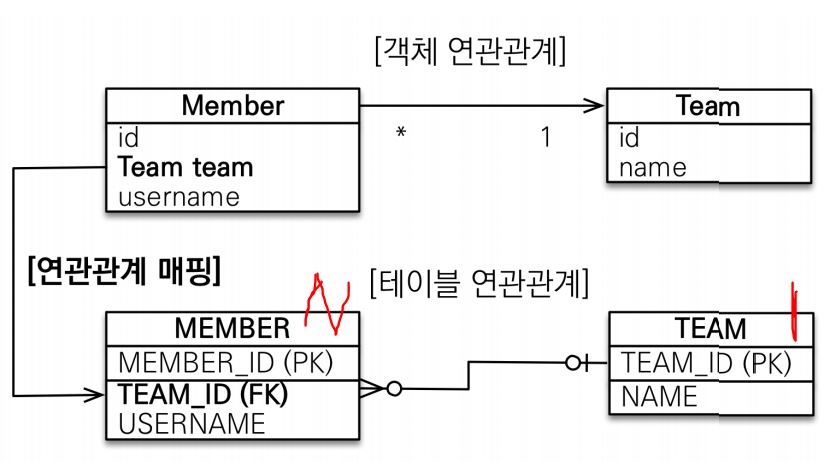 [객체 연관관계]
Member
id
Team team
username
*
1
Team
id
name
[연관관계 매핑]
[테이블 연관관계]
MEMBER
N
MEMBER_ID (PK)
TEAM_ID (FK)
USERNAME
TEAM
1
TEAM_ID (PK)
NAME